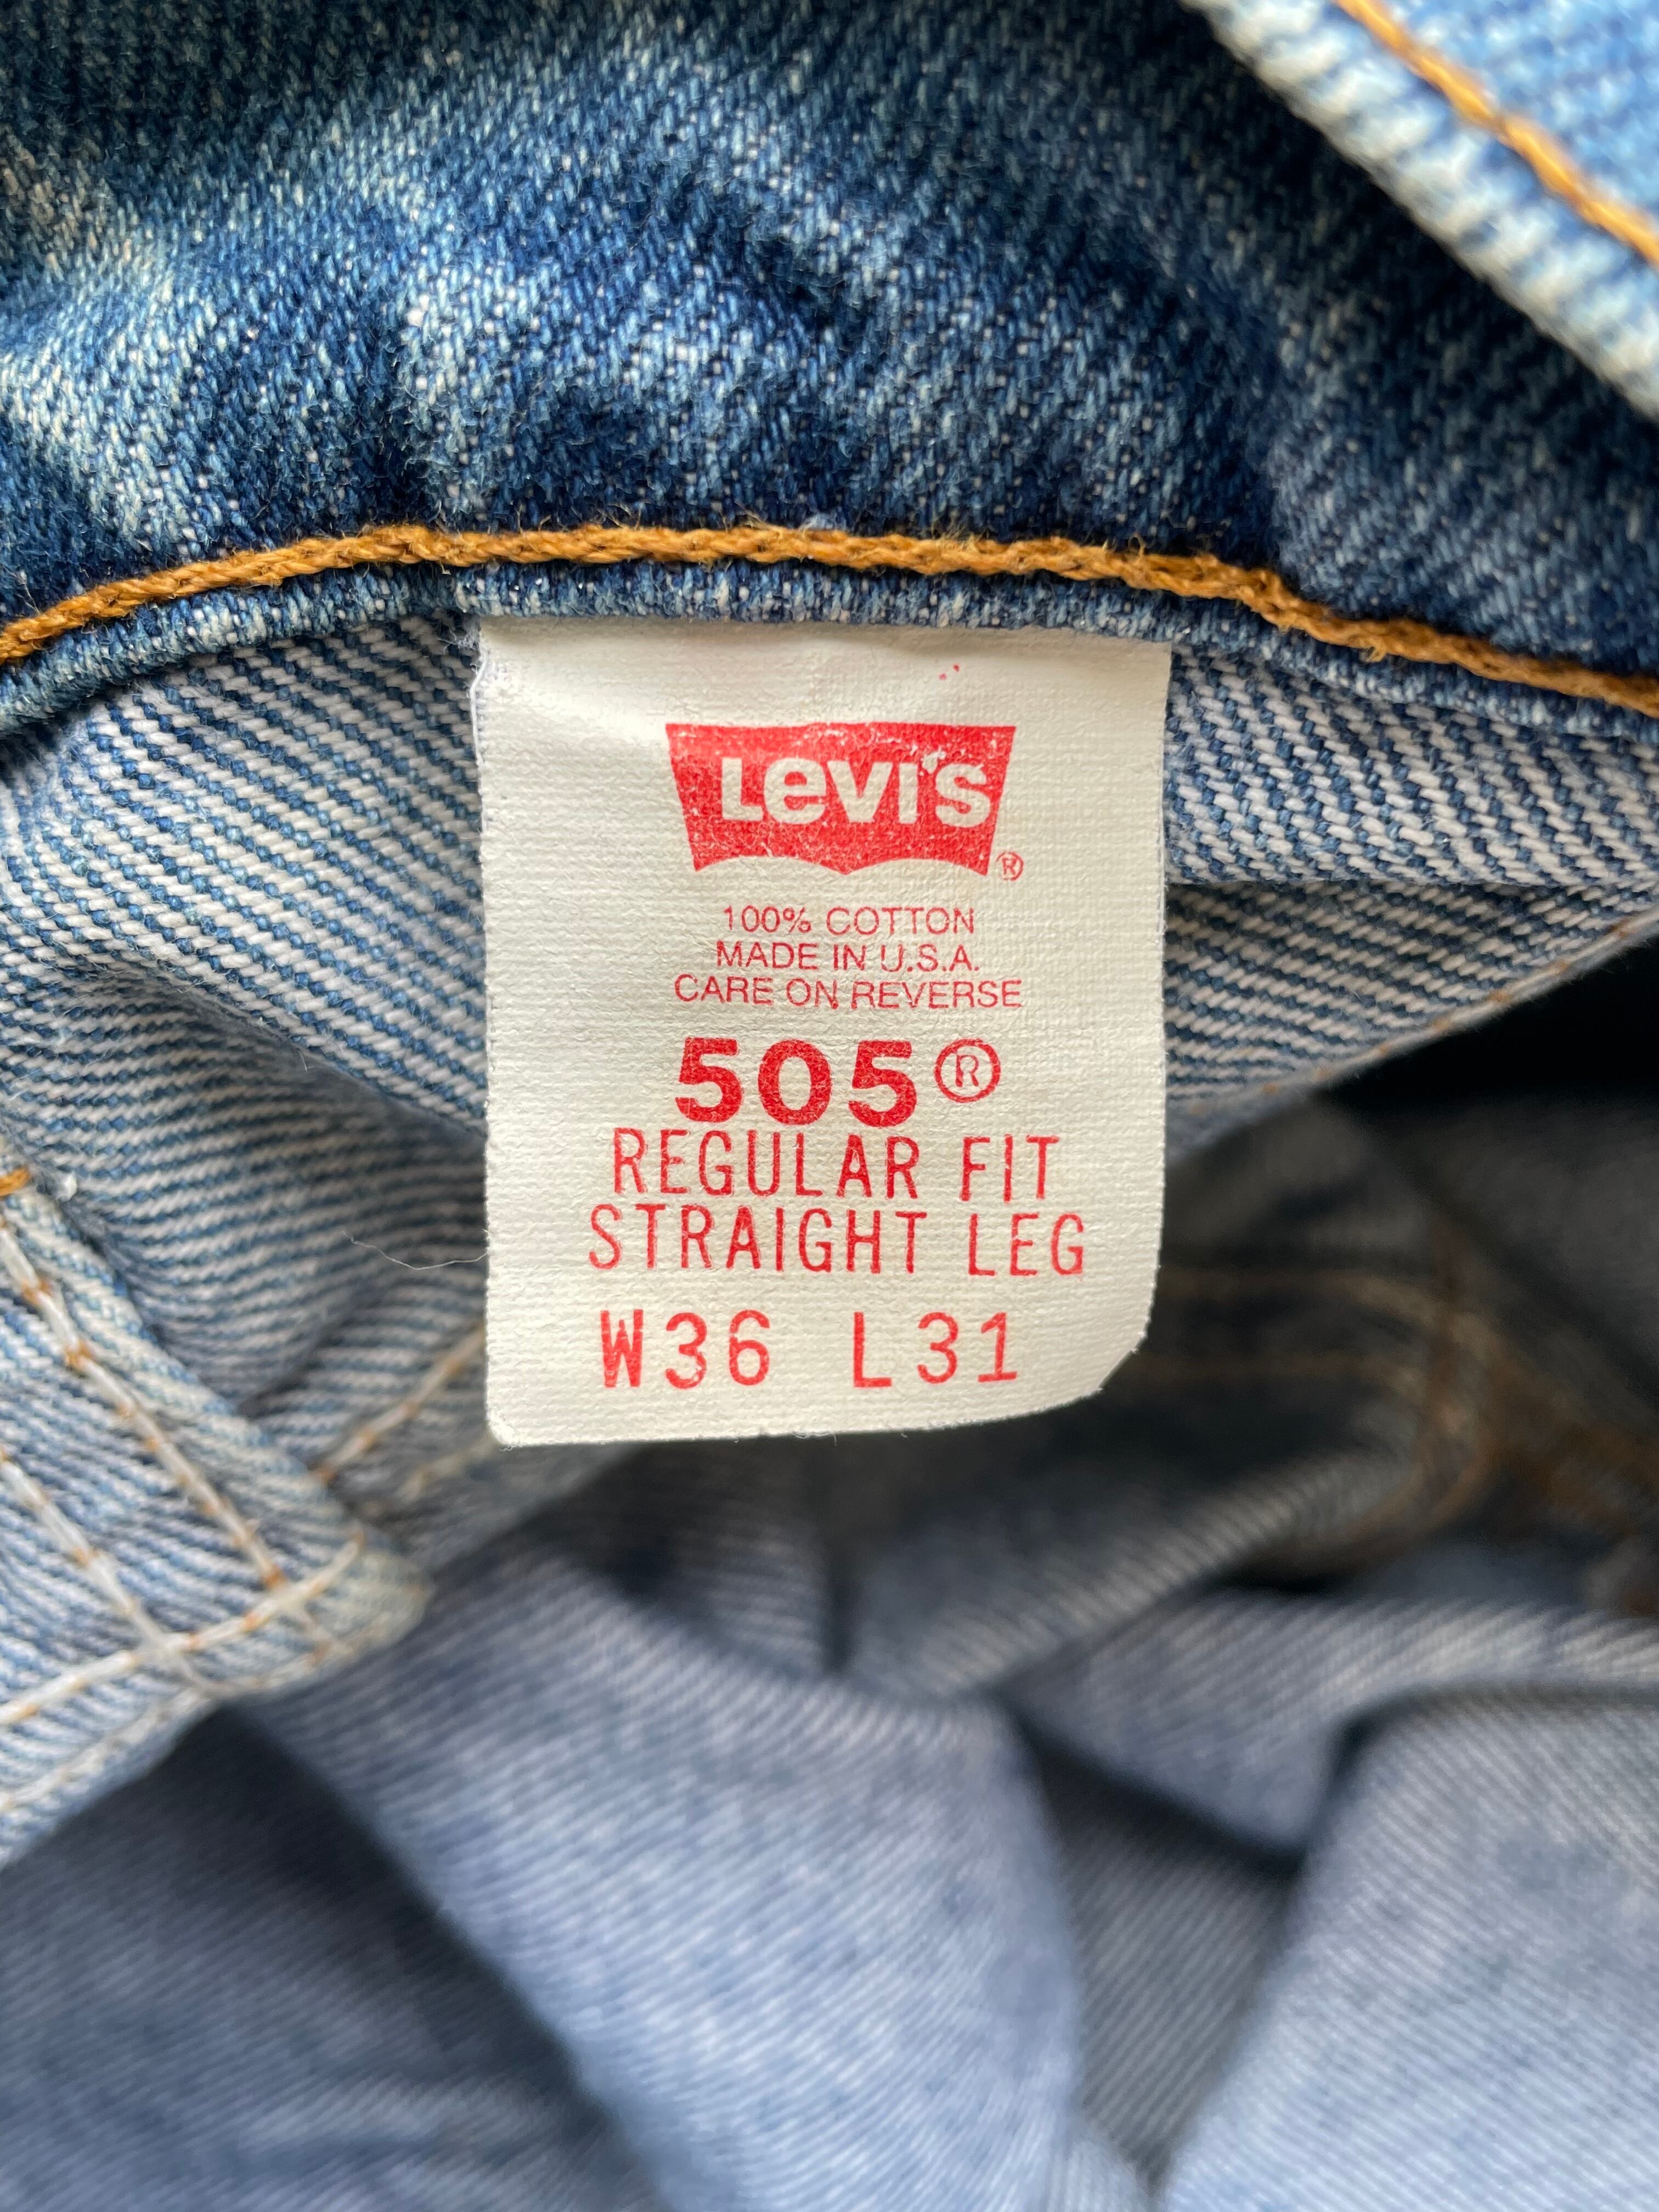 Levi's ®
100% COTTON
MADE IN U.S.A.
CARE ON REVERSE
505®
REGULAR FIT
STRAIGHT LEG
W36 L31